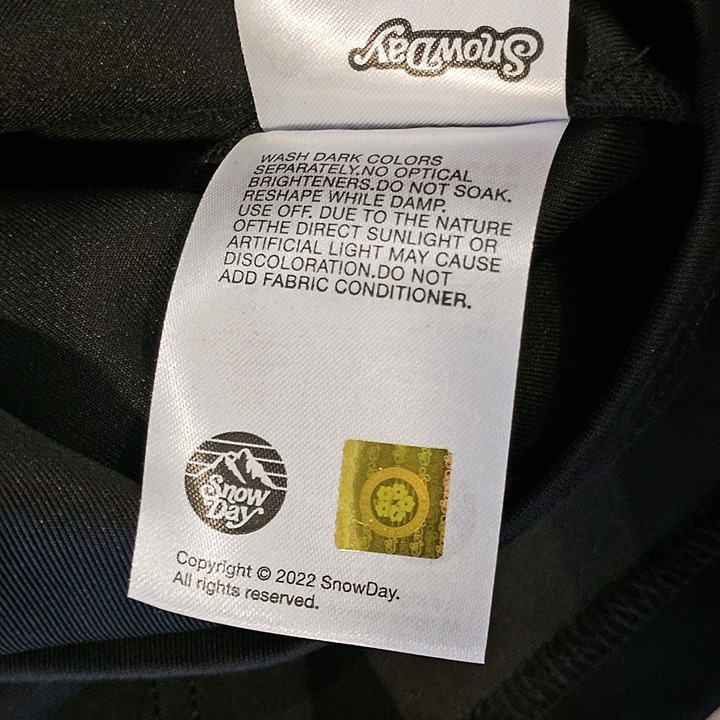 SnowDay
WASH DARK COLORS
SEPARATELY.NO OPTICAL
BRIGHTENERS.DO NOT SOAK.
RESHAPE WHILE DAMP.
USE OFF. DUE TO THE NATURE
OFTHE DIRECT SUNLIGHT OR
ARTIFICIAL LIGHT MAY CAUSE
DISCOLORATION.DO NOT
ADD FABRIC CONDITIONER.
Snow
Day
Copyright © 2022 SnowDay.
All rights reserved.